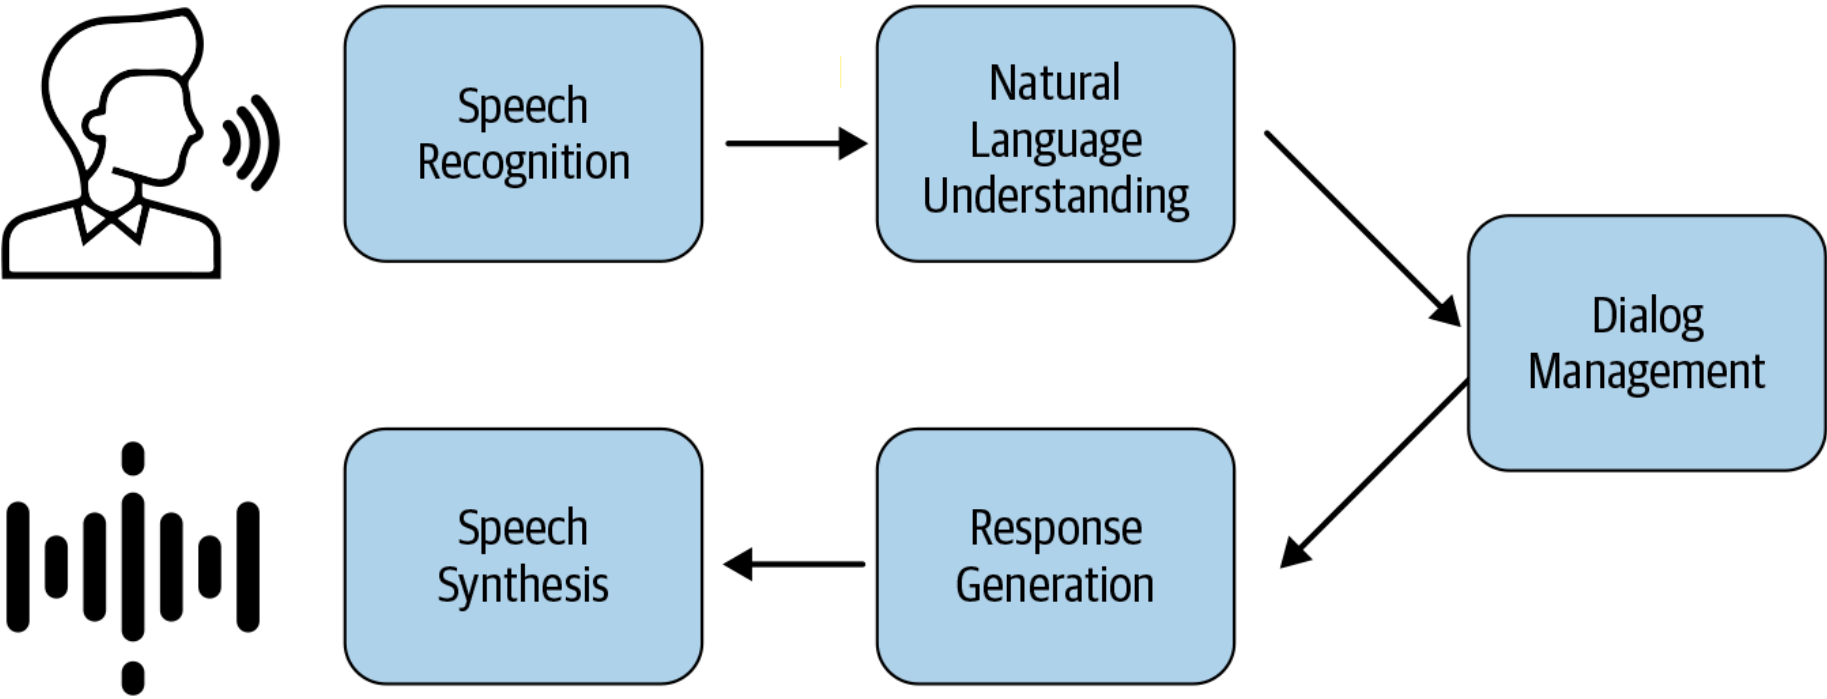 Speech
Recognition
Natural
Language
Understanding
Dialog
Management
Response
Generation
Speech
Synthesis